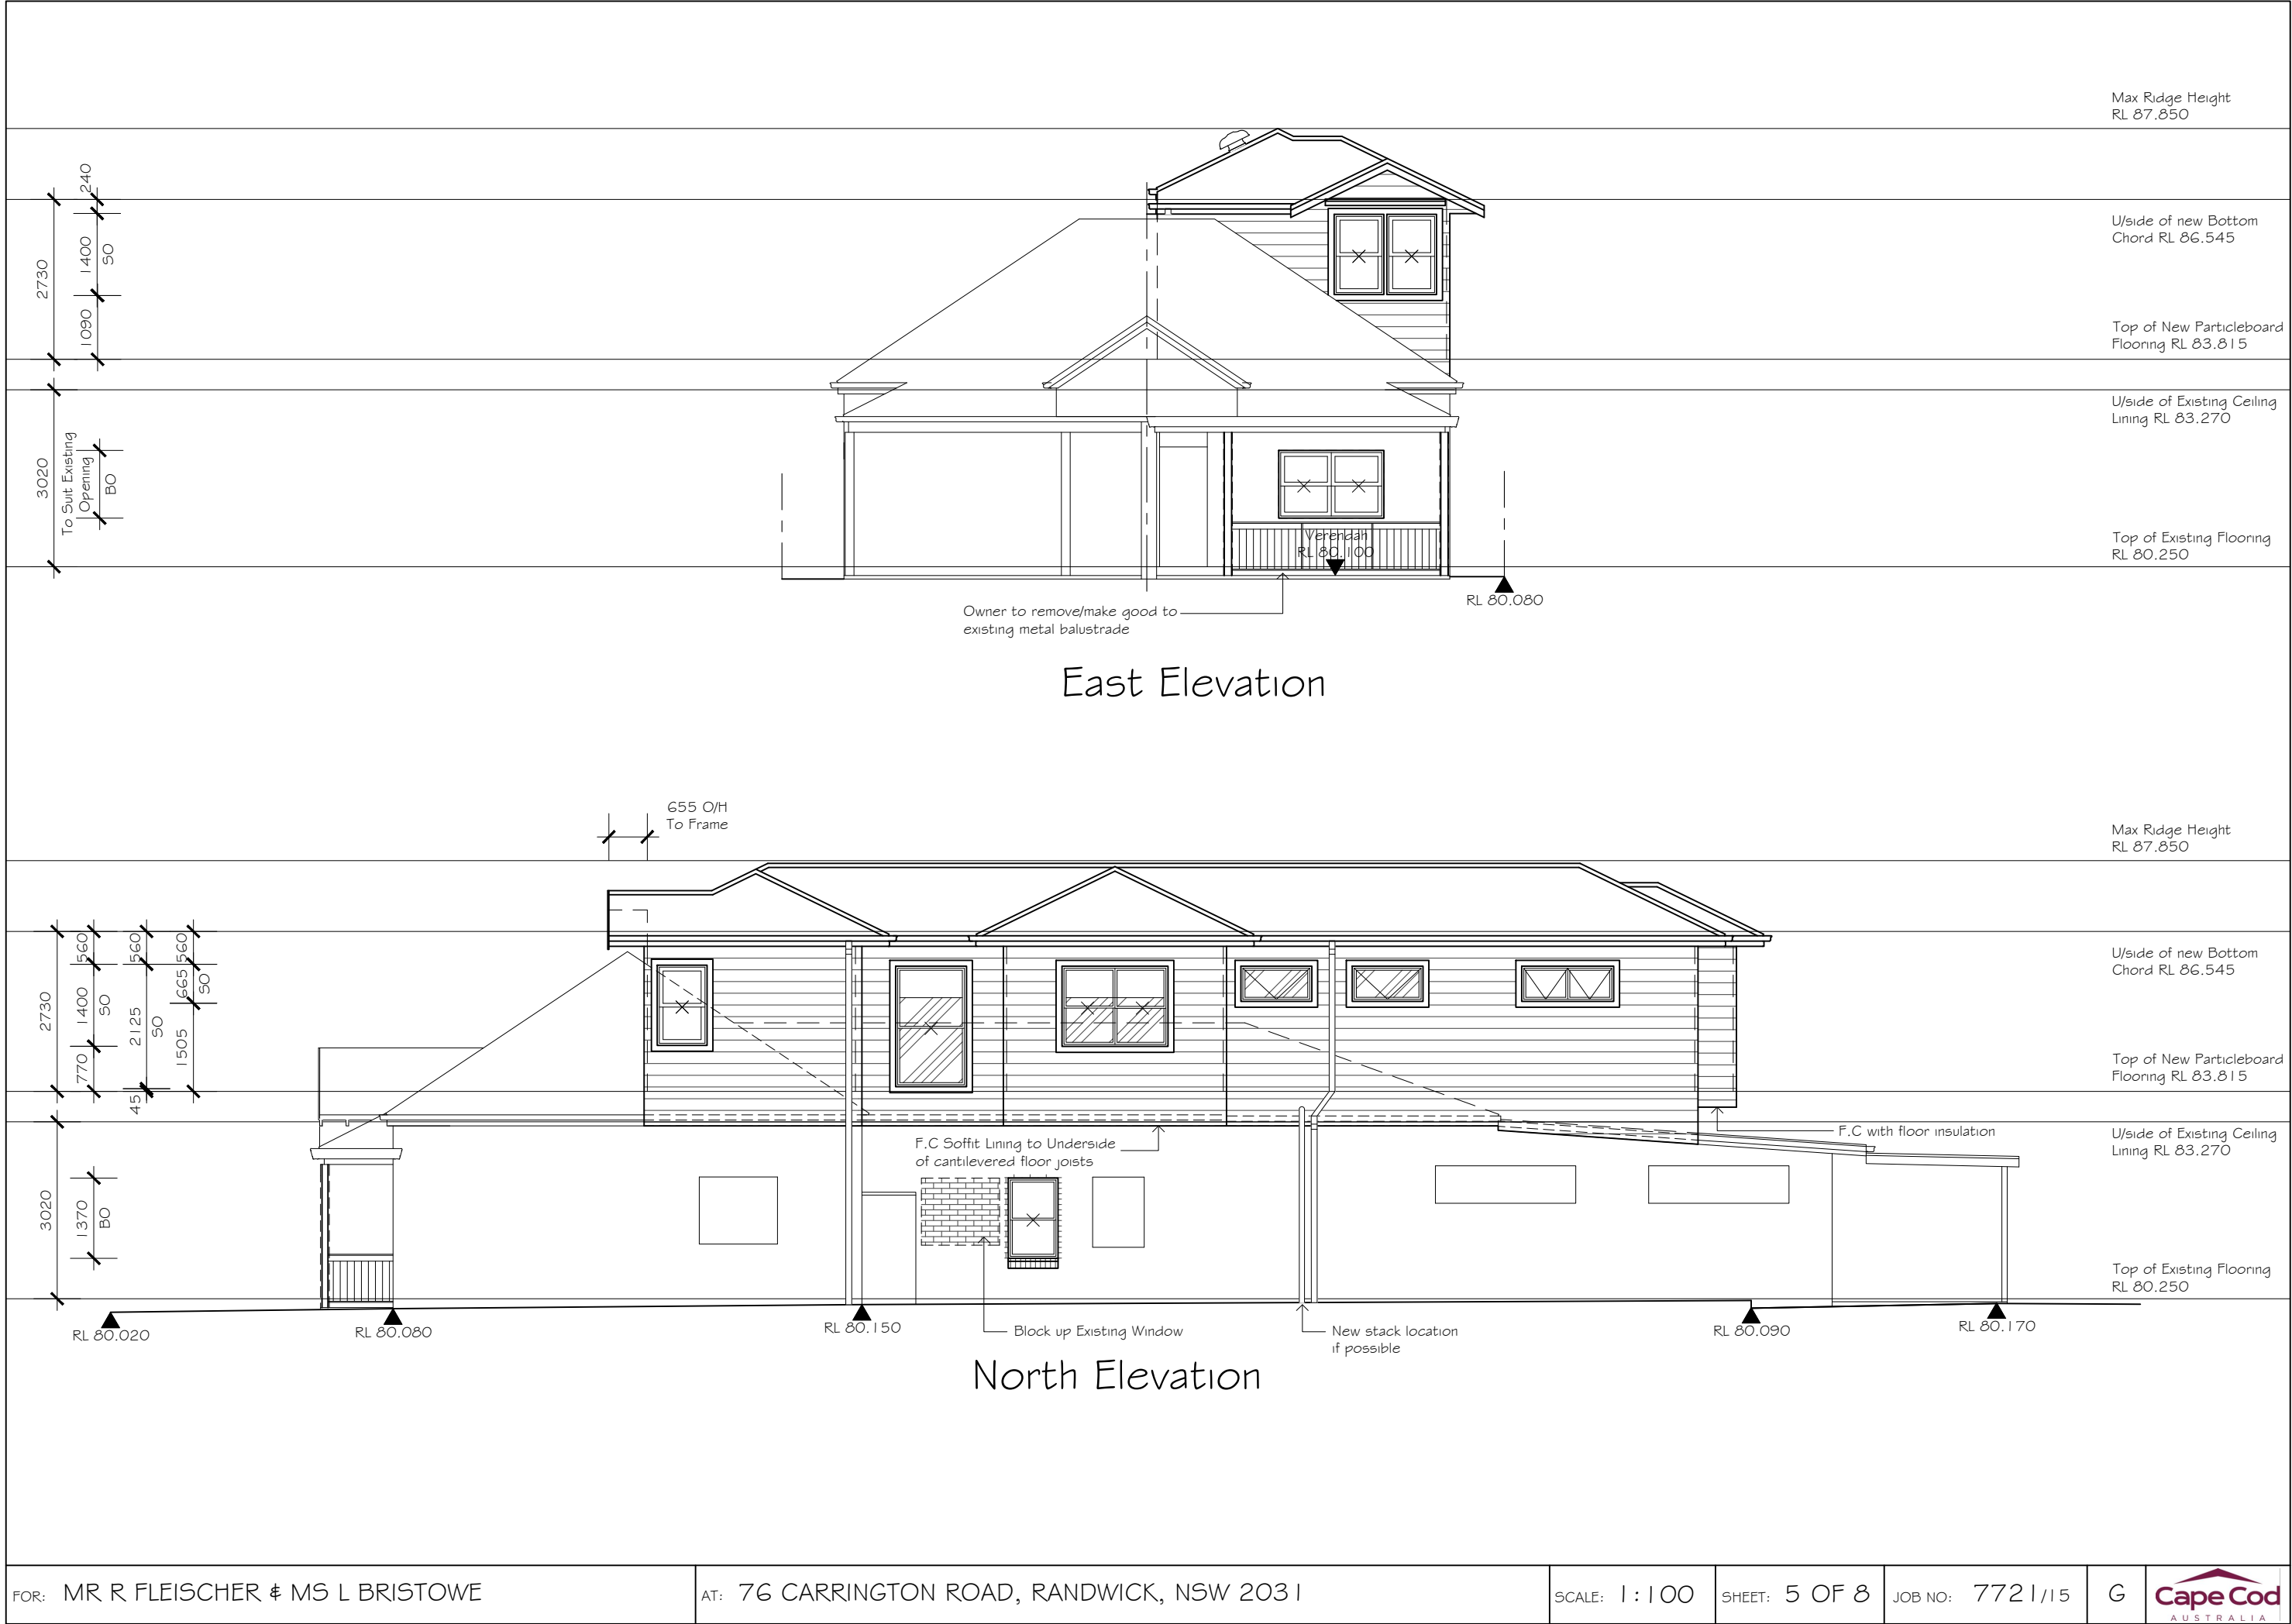 Max Ridge Height
RL 87.850
U/side of new Bottom
Chord RL 86.545
Top of New Particleboard
Flooring RL 83.815
U/side of Existing Ceiling
Lining RL 83.270
Top of Existing Flooring
RL 80.250
240
1400
SO
1090
2730
To Suit Existing
Opening
BO
3020
Verendah
RL 80.100
RL 80.080
Owner to remove/make good to
existing metal balustrade
East Elevation
655 O/H
To Frame
Max Ridge Height
RL 87.850
U/side of new Bottom
Chord RL 86.545
Top of New Particleboard
Flooring RL 83.815
U/side of Existing Ceiling
Lining RL 83.270
Top of Existing Flooring
RL 80.250
2730
560
1400
SO
770
560
2125
SO
45
560
665
SO
1505
3020
1370
BO
F.C Soffit Lining to Underside
of cantilevered floor joists
F.C with floor insulation
RL 80.020
RL 80.080
RL 80.150
Block up Existing Window
New stack location
if possible
RL 80.090
RL 80.170
North Elevation
FOR: MR R FLEISCHER & MS L BRISTOWE
AT: 76 CARRINGTON ROAD, RANDWICK, NSW 2031
SCALE: 1:100
SHEET: 5 OF 8
JOB NO: 7721/15
G
Cape Cod
AUSTRALIA